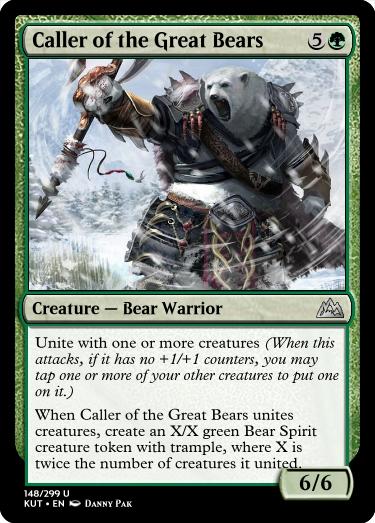 Caller of the Great Bears 5
Creature — Bear Warrior
Unite with one or more creatures (When this
attacks, if it has no +1/+1 counters, you may
tap one or more of your other creatures to put one
on it.)
When Caller of the Great Bears unites
creatures, create an X/X green Bear Spirit
creature token with trample, where X is
twice the number of creatures it united.
6/6
148/299 U
KUT • EN Danny Pak